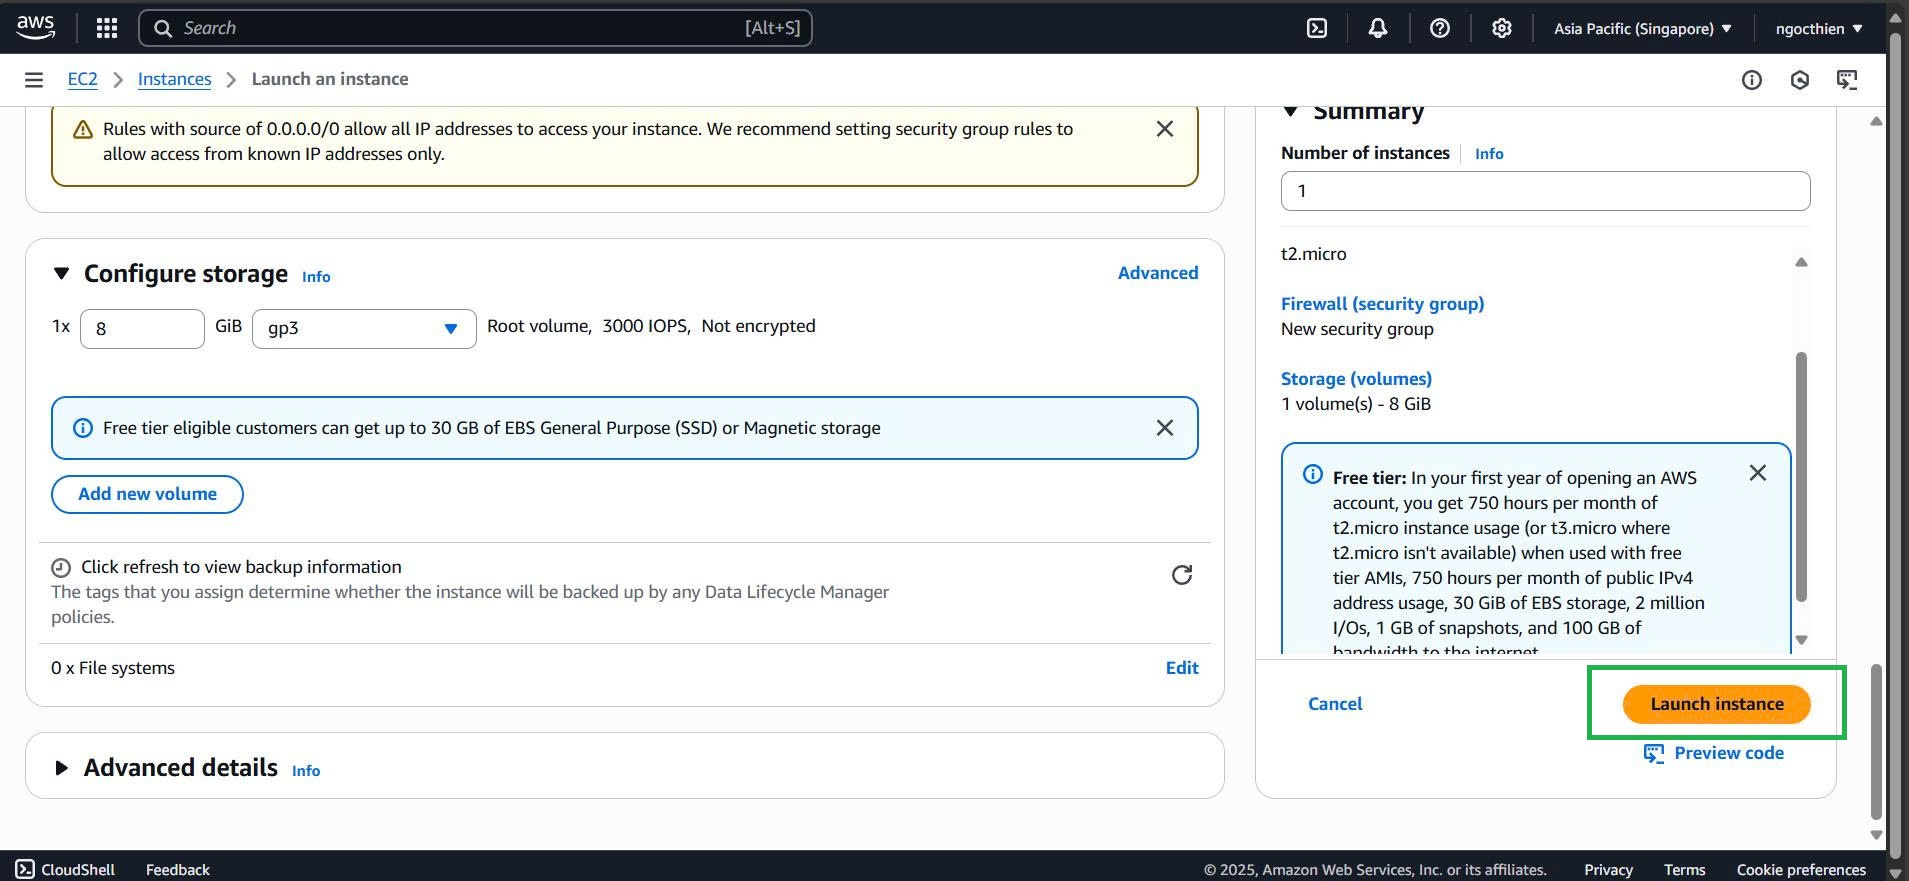 aws
Search [Alt+S]
Asia Pacific (Singapore)
ngocthien
EC2
Instances
Launch an instance
Rules with source of 0.0.0.0/0 allow all IP addresses to access your instance. We recommend setting security group rules to
allow access from known IP addresses only.
Configure storage Info
Advanced
1x 8 GiB gp3 Root volume, 3000 IOPS, Not encrypted
Free tier eligible customers can get up to 30 GB of EBS General Purpose (SSD) or Magnetic storage
Add new volume
Click refresh to view backup information
The tags that you assign determine whether the instance will be backed up by any Data Lifecycle Manager
policies.
0 x File systems
Edit
Advanced details Info
Summary
Number of instances Info
1
t2.micro
Firewall (security group)
New security group
Storage (volumes)
1 volume(s) - 8 GiB
Free tier: In your first year of opening an AWS
account, you get 750 hours per month of
t2.micro instance usage (or t3.micro where
t2.micro isn't available) when used with free
tier AMIs, 750 hours per month of public IPv4
address usage, 30 GiB of EBS storage, 2 million
I/Os, 1 GB of snapshots, and 100 GB of
bandwidth to the internet.
Cancel
Launch instance
Preview code
CloudShell
Feedback
© 2025, Amazon Web Services, Inc. or its affiliates.
Privacy
Terms
Cookie preferences